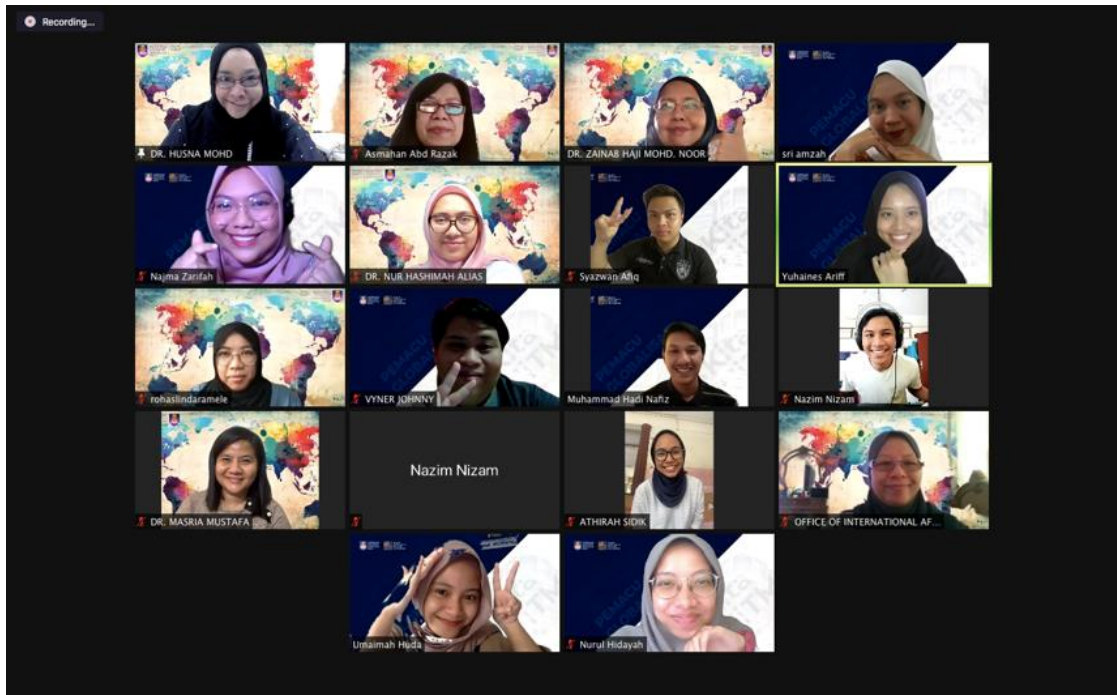 Recording...
DR. HUSNA MOHD
Asmahan Abd Razak
DR. ZAINAB HAJI MOHD. NOOR
sri amzah
Najma Zarifah
DR. NUR HASHIMAH ALIAS
Syazwan Afiq
Yuhaines Ariff
rohaslindaramele
VYNER JOHNNY
Muhammad Hadi Nafiz
Nazim Nizam
DR. MASRIA MUSTAFA
Nazim Nizam
ATHIRAH SIDIK
OFFICE OF INTERNATIONAL AF...
Umaimah Huda
Nurul Hidayah
PEMACU